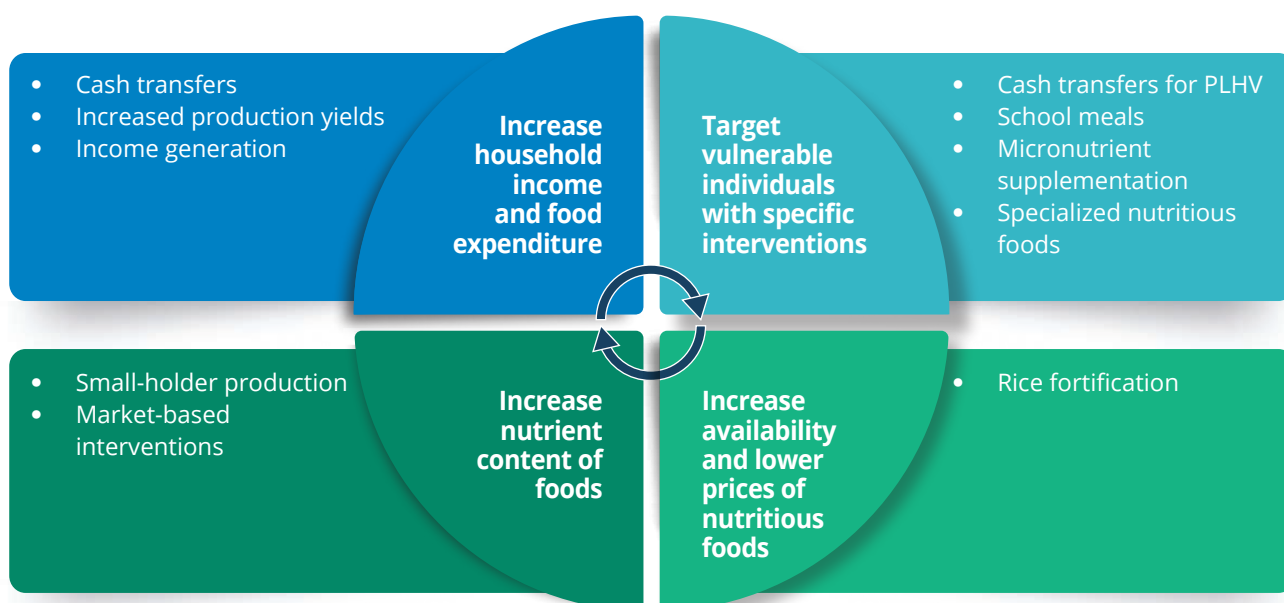 • Cash transfers
• Increased production yields
• Income generation
Increase
household
income
and food
expenditure
Target
vulnerable
individuals
with specific
interventions
• Cash transfers for PLHV
• School meals
• Micronutrient
supplementation
• Specialized nutritious
foods
• Small-holder production
• Market-based
interventions
Increase
nutrient
content of
foods
Increase
availability
and lower
prices of
nutritious
foods
• Rice fortification